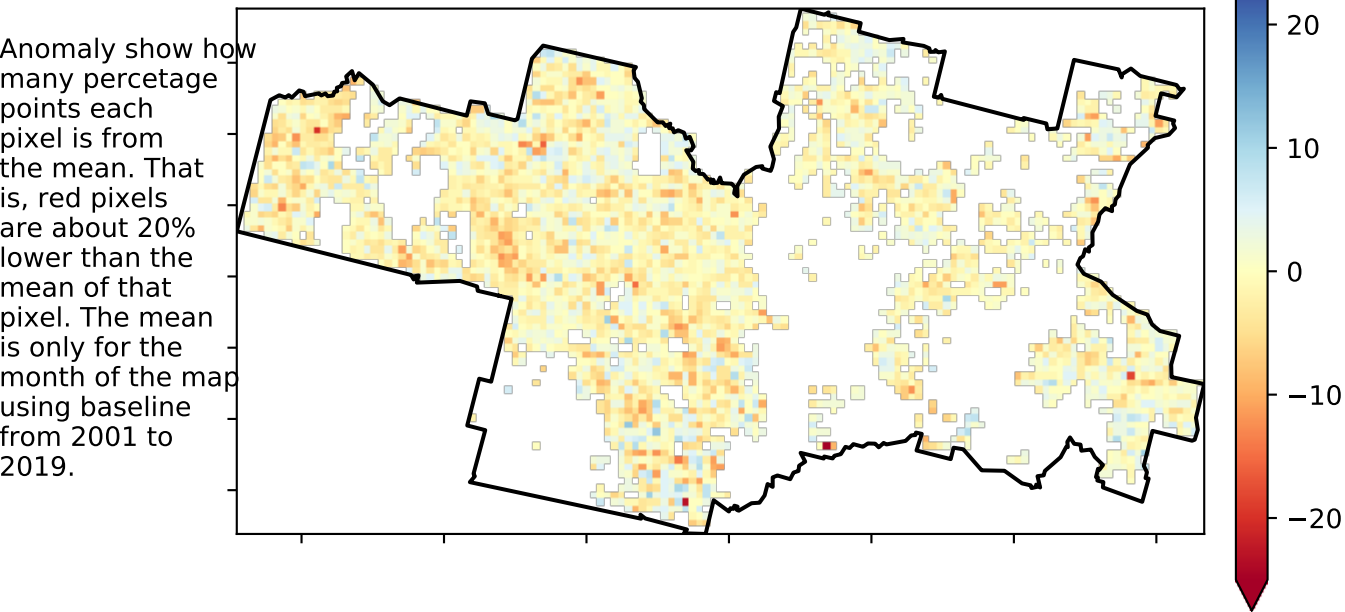 Anomaly show how
many percetage
points each
pixel is from
the mean. That
is, red pixels
are about 20%
lower than the
mean of that
pixel. The mean
is only for the
month of the map
using baseline
from 2001 to
2019.
20
10
0
−10
−20